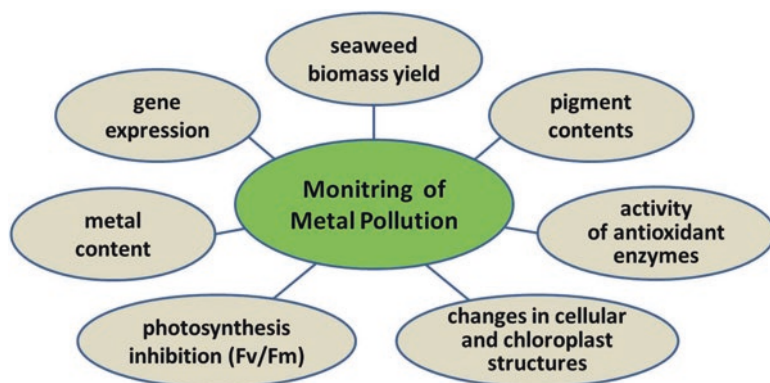 seaweed
biomass yield
gene
expression
pigment
contents
Monitring of
Metal Pollution
metal
content
activity
of antioxidant
enzymes
photosynthesis
inhibition (Fv/Fm)
changes in cellular
and chloroplast
structures